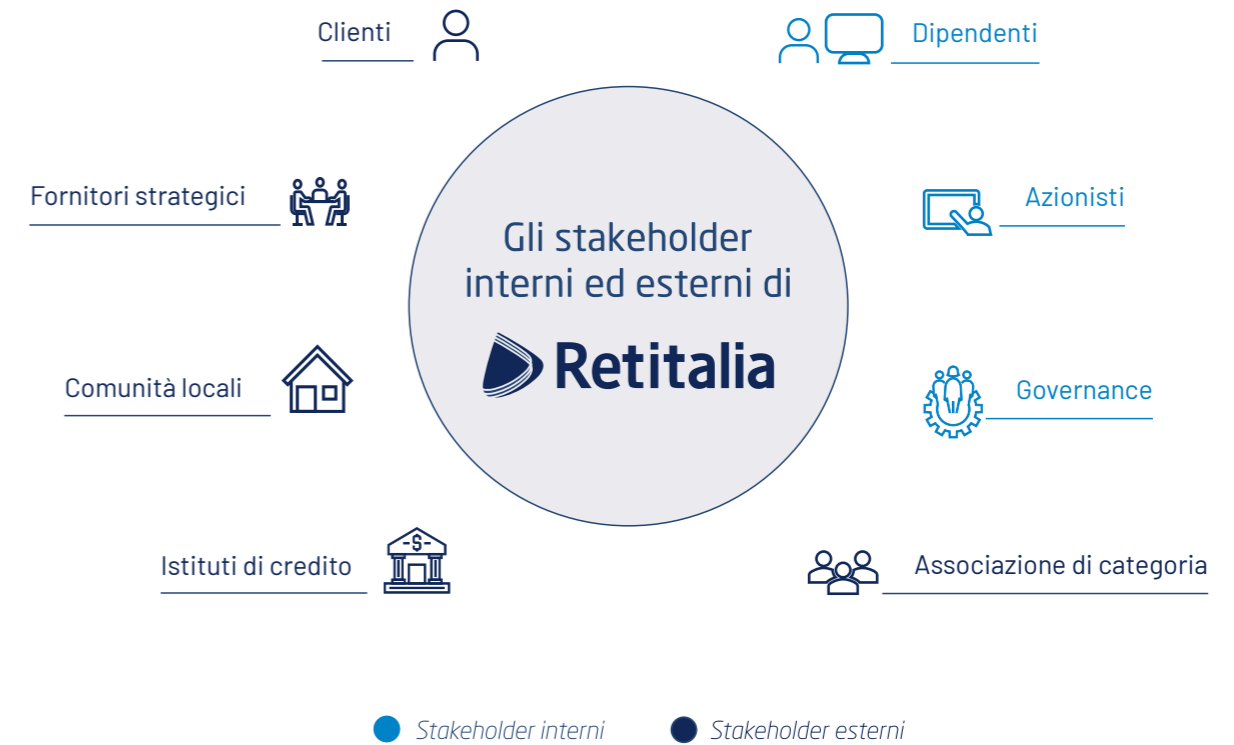 Clienti
Dipendenti
Fornitori strategici
Azionisti
Gli stakeholder
interni ed esterni di
Retitalia
Comunità locali
Governance
Istituti di credito
-$-
Associazione di categoria
Stakeholder interni
Stakeholder esterni